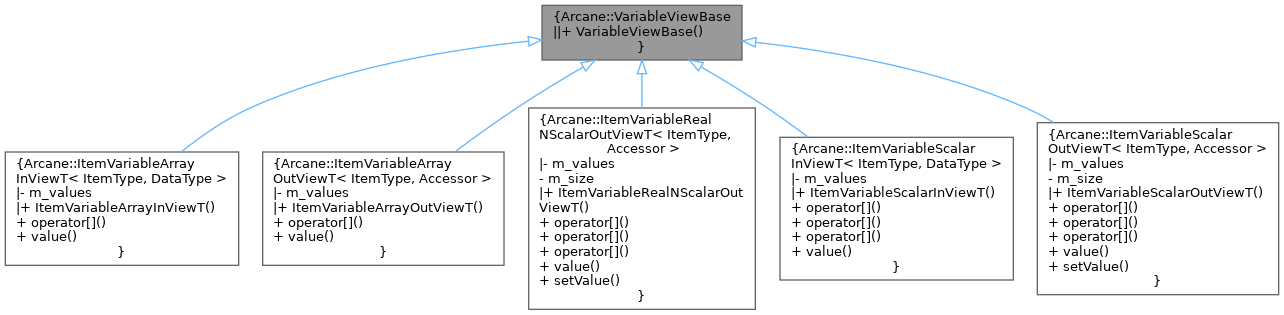 {Arcane::VariableViewBase
||+ VariableViewBase()
}
{Arcane::ItemVariableArray
InViewT< ItemType, DataType >
|- m_values
|+ ItemVariableArrayInViewT()
+ operator[]()
+ value()
}
{Arcane::ItemVariableArray
OutViewT< ItemType, Accessor >
|- m_values
|+ ItemVariableArrayOutViewT()
+ operator[]()
+ value()
}
{Arcane::ItemVariableReal
NScalarOutViewT< ItemType,
Accessor >
|- m_values
- m_size
|+ ItemVariableRealNScalarOut
ViewT()
+ operator[]()
+ operator[]()
+ operator[]()
+ value()
+ setValue()
}
{Arcane::ItemVariableScalar
InViewT< ItemType, DataType >
|- m_values
|+ ItemVariableScalarInViewT()
+ operator[]()
+ operator[]()
+ operator[]()
+ value()
}
{Arcane::ItemVariableScalar
OutViewT< ItemType, Accessor >
|- m_values
- m_size
|+ ItemVariableScalarOutViewT()
+ operator[]()
+ operator[]()
+ operator[]()
+ value()
+ setValue()
}